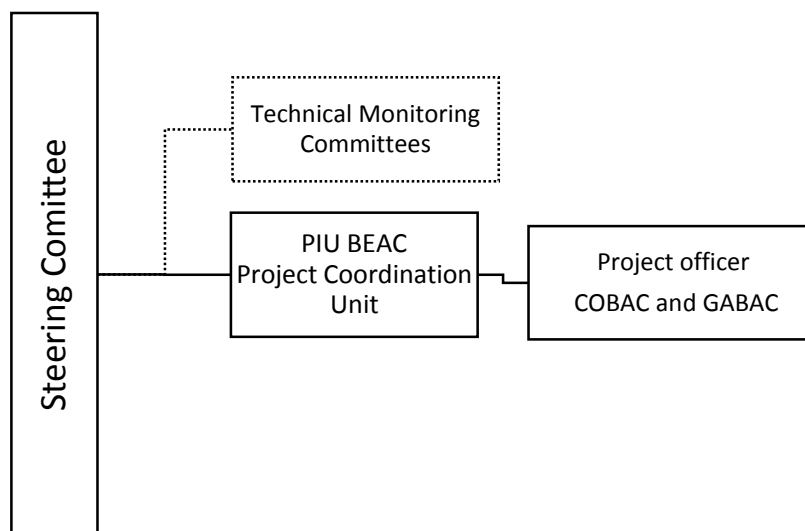 Steering Comittee
Technical Monitoring
Committees
PIU BEAC
Project Coordination
Unit
Project officer
COBAC and GABAC